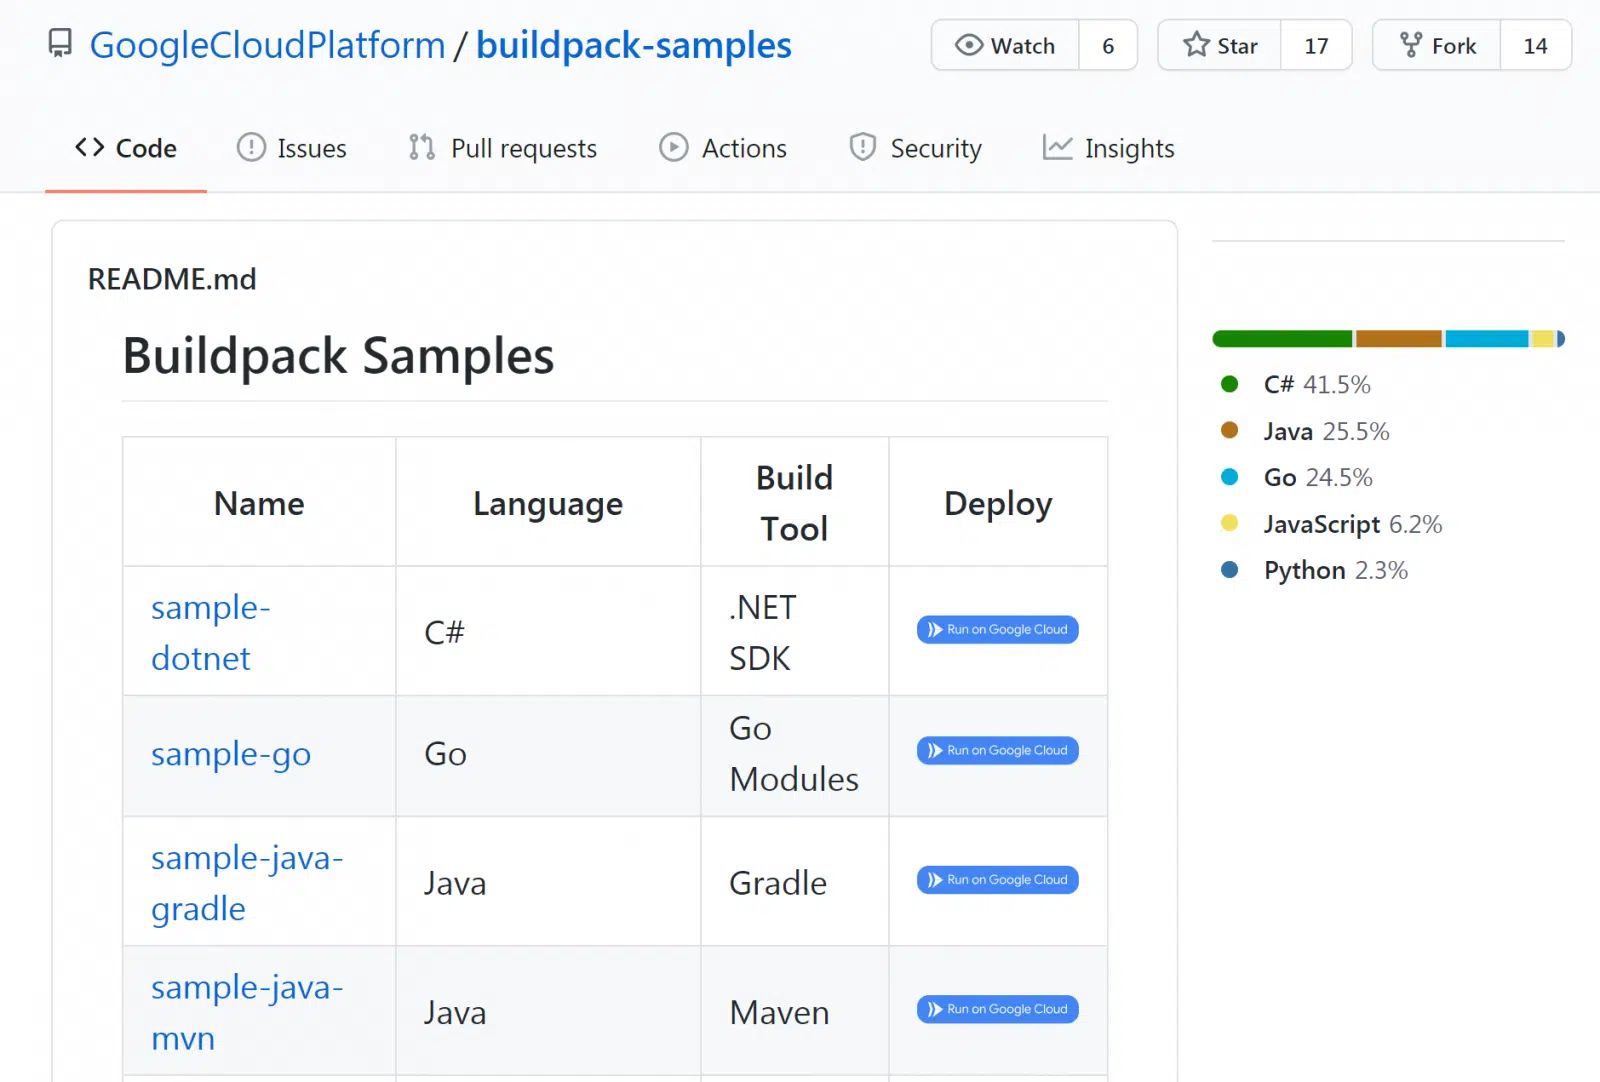 GoogleCloudPlatform / buildpack-samples
Watch 6
Star 17
Fork 14
Code Issues Pull requests Actions Security Insights
README.md
Buildpack Samples
Name Language Build Tool Deploy
sample-
dotnet
C#
.NET
SDK
Run on Google Cloud
sample-go
Go
Go
Modules
Run on Google Cloud
sample-java-
gradle
Java
Gradle
Run on Google Cloud
sample-java-
mvn
Java
Maven
Run on Google Cloud
C# 41.5%
Java 25.5%
Go 24.5%
JavaScript 6.2%
Python 2.3%